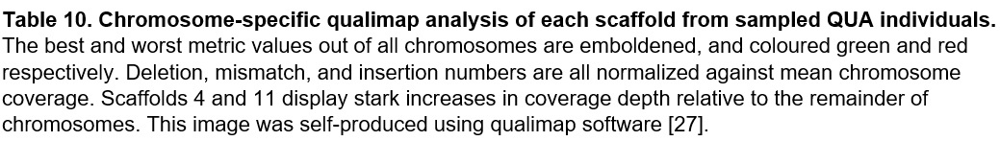 Table 10. Chromosome-specific qualimap analysis of each scaffold from sampled QUA individuals.
The best and worst metric values out of all chromosomes are emboldened, and coloured green and red
respectively. Deletion, mismatch, and insertion numbers are all normalized against mean chromosome
coverage. Scaffolds 4 and 11 display stark increases in coverage depth relative to the remainder of
chromosomes. This image was self-produced using qualimap software [27].